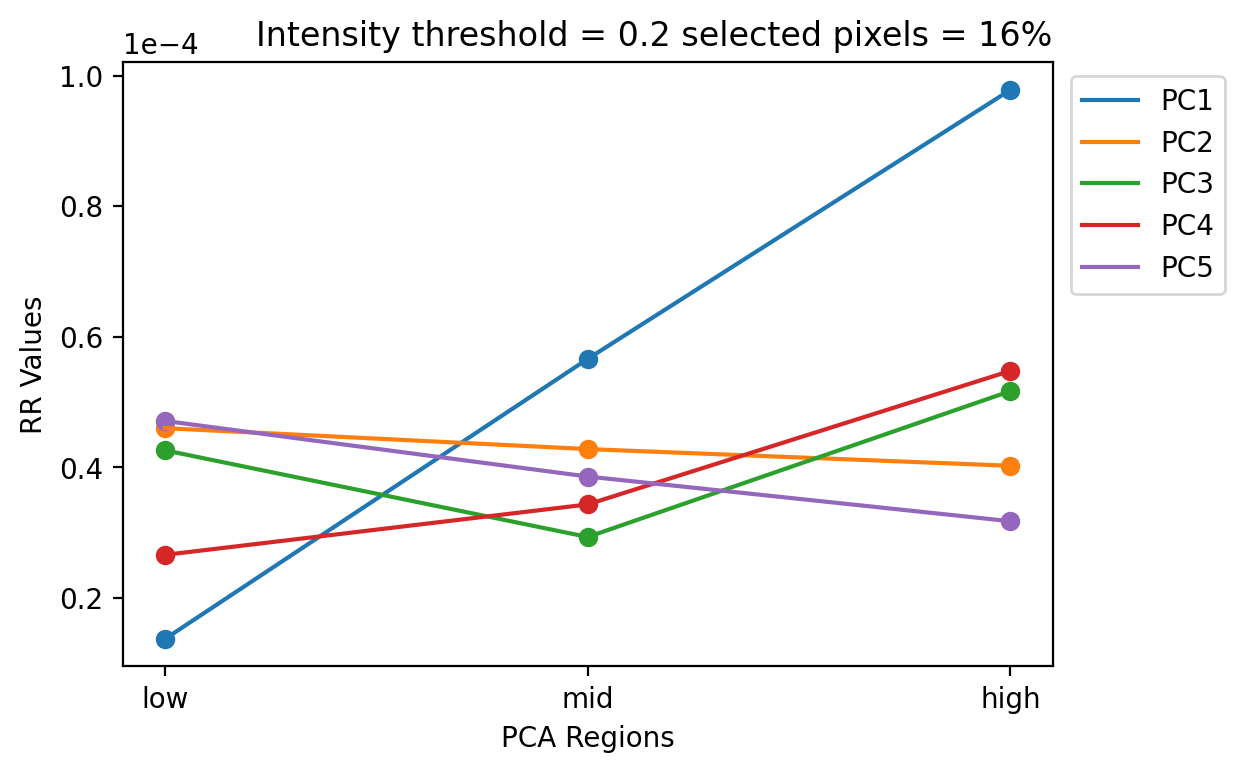 Intensity threshold = 0.2 selected pixels = 16%
1e−4
1.0
0.8
0.6
0.4
0.2
RR Values
low
mid
high
PCA Regions
PC1
PC2
PC3
PC4
PC5